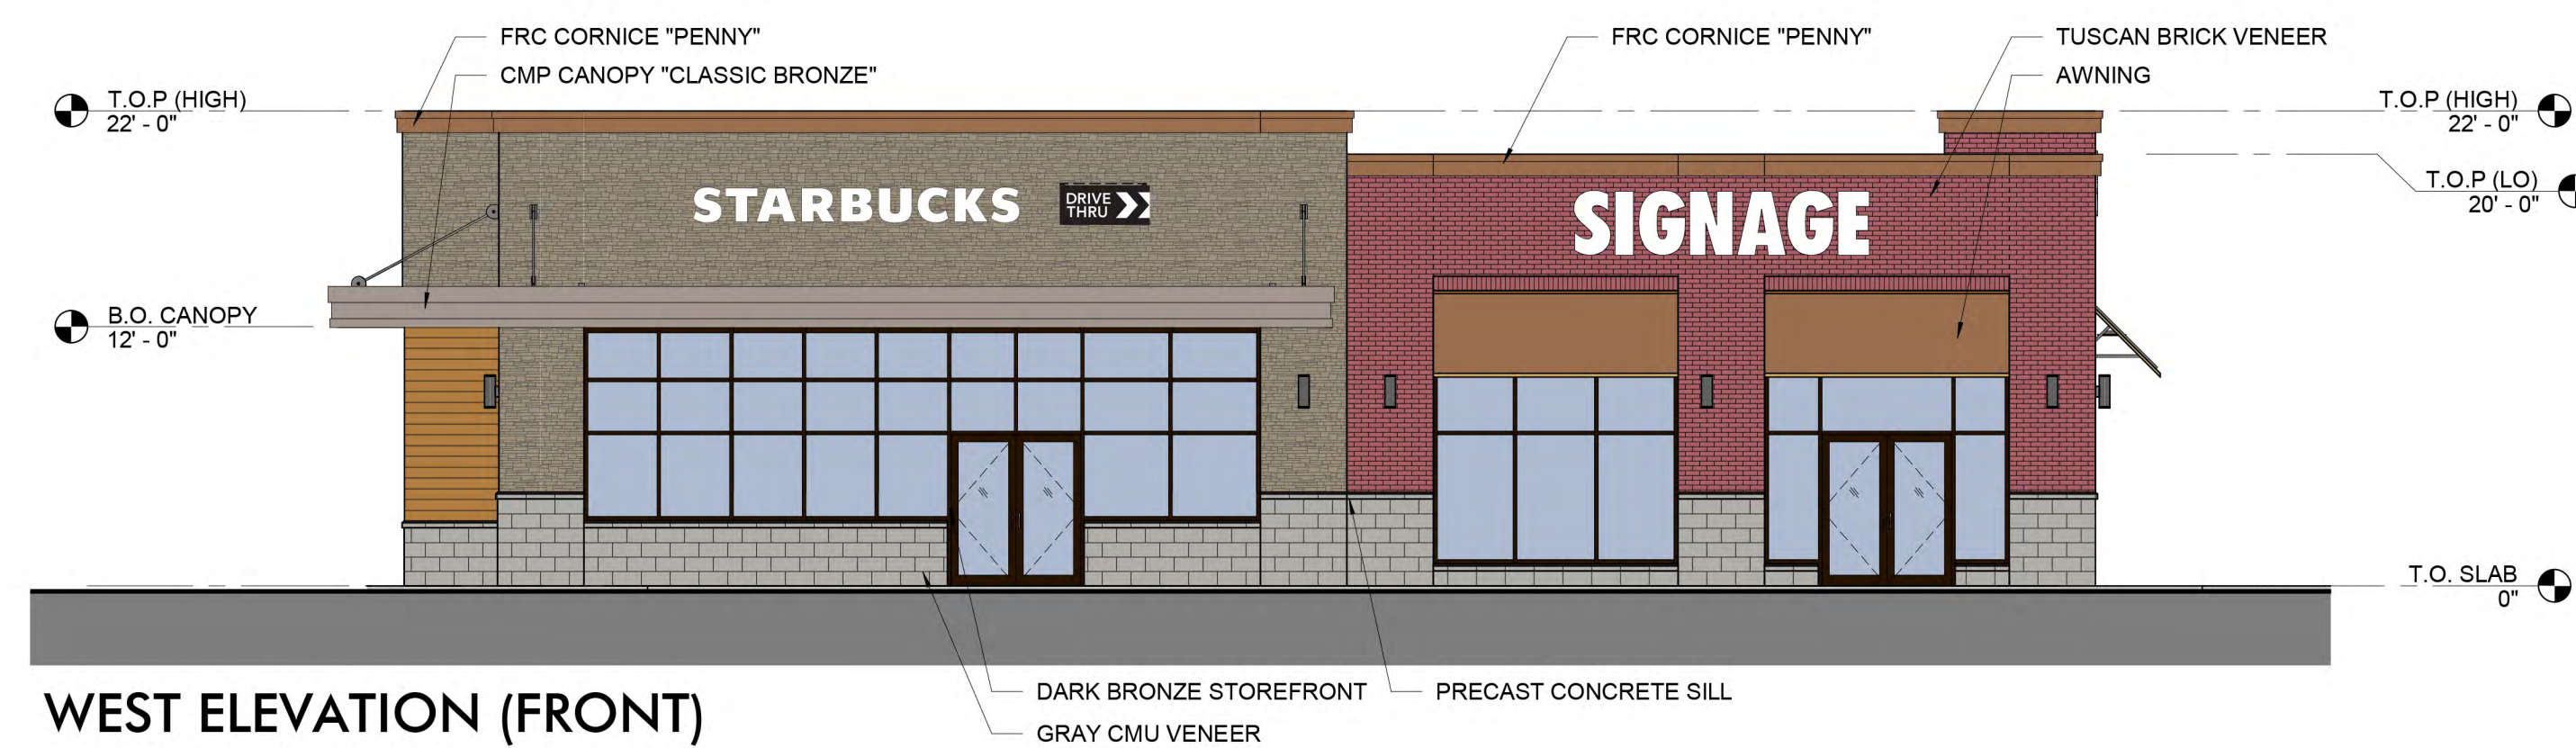 FRC CORNICE "PENNY"
CMP CANOPY "CLASSIC BRONZE"
FRC CORNICE "PENNY"
TUSCAN BRICK VENEER
AWNING
T.O.P (HIGH)
22' - 0"
T.O.P (HIGH)
22' - 0"
T.O.P (LO)
20' - 0"
STARBUCKS
DRIVE
THRU
SIGNAGE
B.O. CANOPY
12' - 0"
T.O. SLAB
0"
DARK BRONZE STOREFRONT
PRECAST CONCRETE SILL
GRAY CMU VENEER
WEST ELEVATION (FRONT)